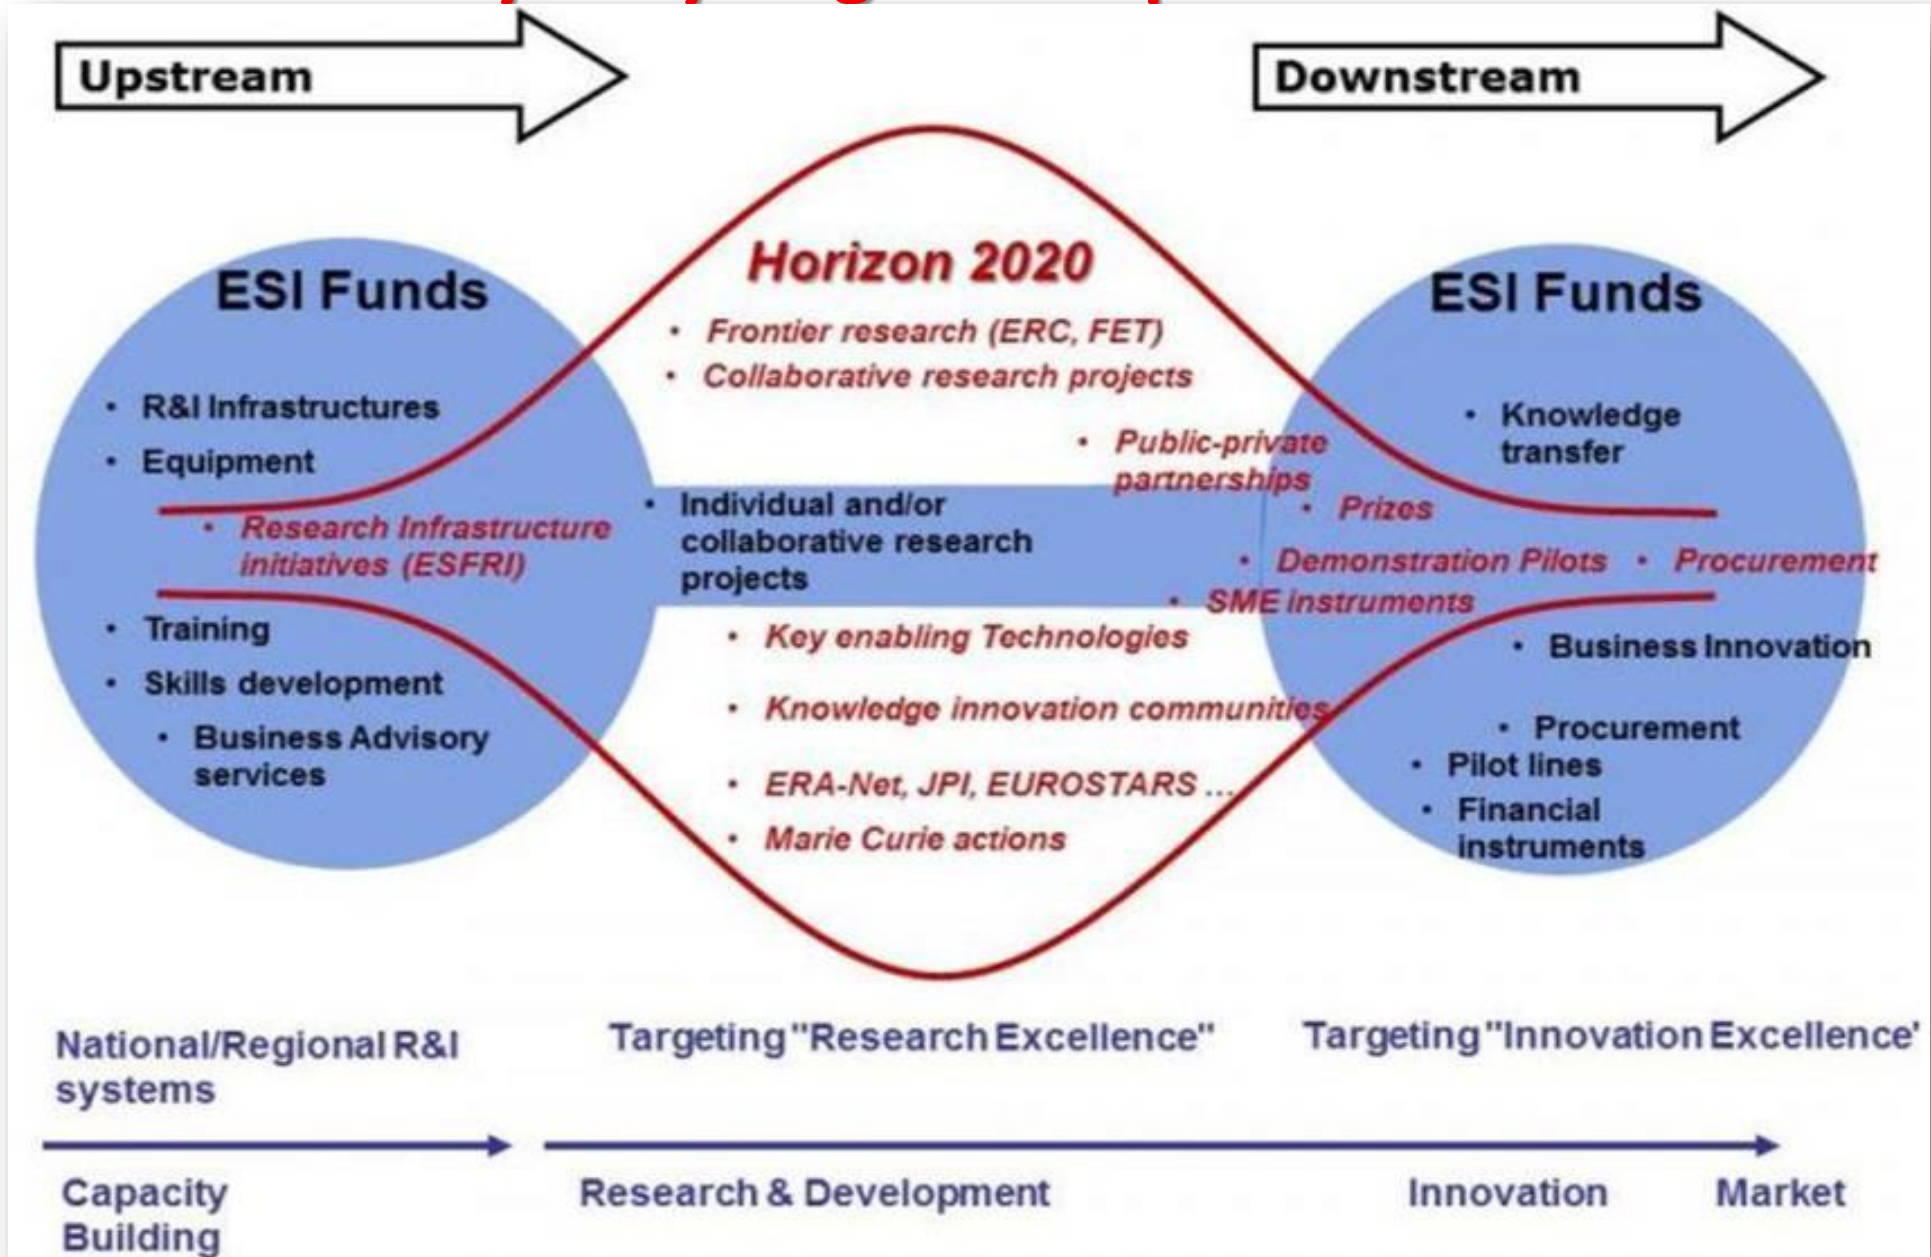 Upstream
Downstream
Horizon 2020
ESI Funds
ESI Funds
• Frontier research (ERC, FET)
• Collaborative research projects
• R&I Infrastructures
• Equipment
• Public-private
partnerships
• Knowledge
transfer
• Research Infrastructure
initiatives (ESFRI)
• Individual and/or
collaborative research
projects
• Prizes
• Demonstration Pilots
• Procurement
• SME instruments
• Training
• Skills development
• Business Advisory
services
• Key enabling Technologies
• Knowledge innovation communities
• ERA-Net, JPI, EUROSTARS ...
• Marie Curie actions
• Business Innovation
• Procurement
• Pilot lines
• Financial
instruments
National/Regional R&I
systems
Targeting "Research Excellence"
Targeting "Innovation Excellence'
Capacity
Building
Research & Development
Innovation
Market